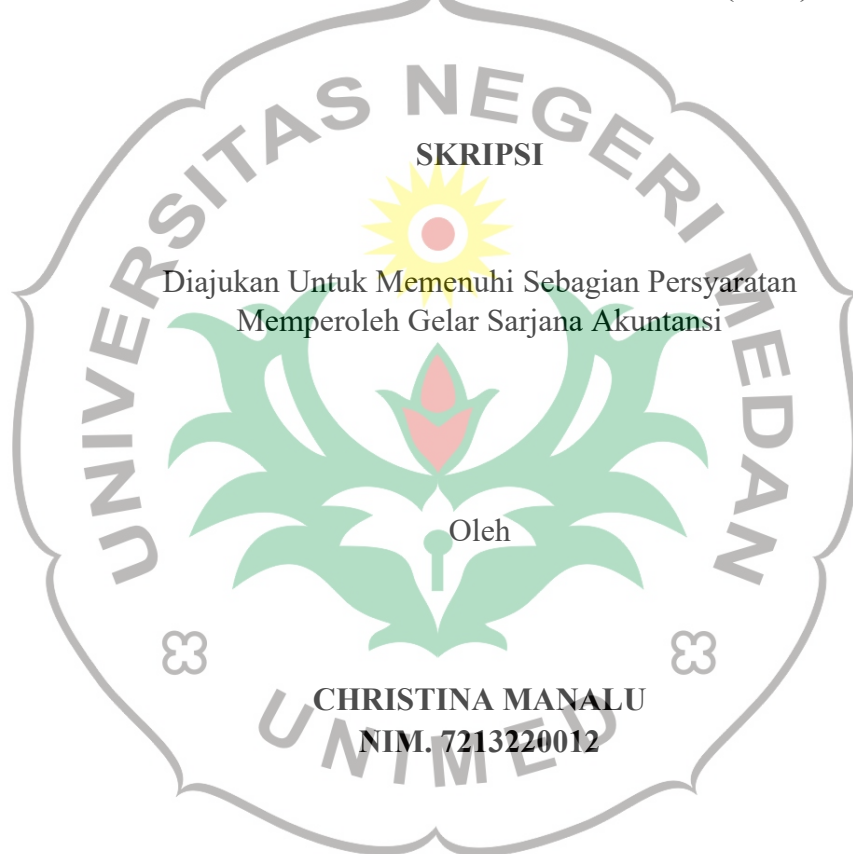 UNIVERSITAS NEGERI MEDAN
SKRIPSI
Diajukan Untuk Memenuhi Sebagian Persyaratan
Memperoleh Gelar Sarjana Akuntansi
Oleh
CHRISTINA MANALU
NIM. 7213220012
UNIMED